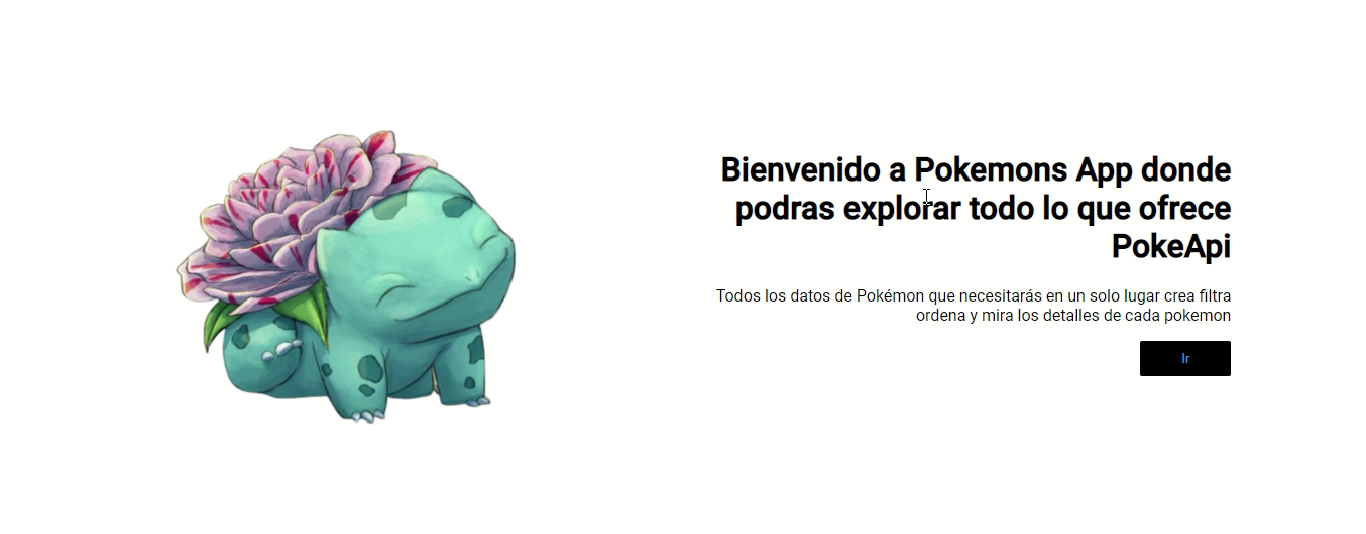 Bienvenido a Pokemons App donde
podras explorar todo lo que ofrece
PokeApi
Todos los datos de Pokémon que necesitarás en un solo lugar crea filtra
ordena y mira los detalles de cada pokemon
Ir